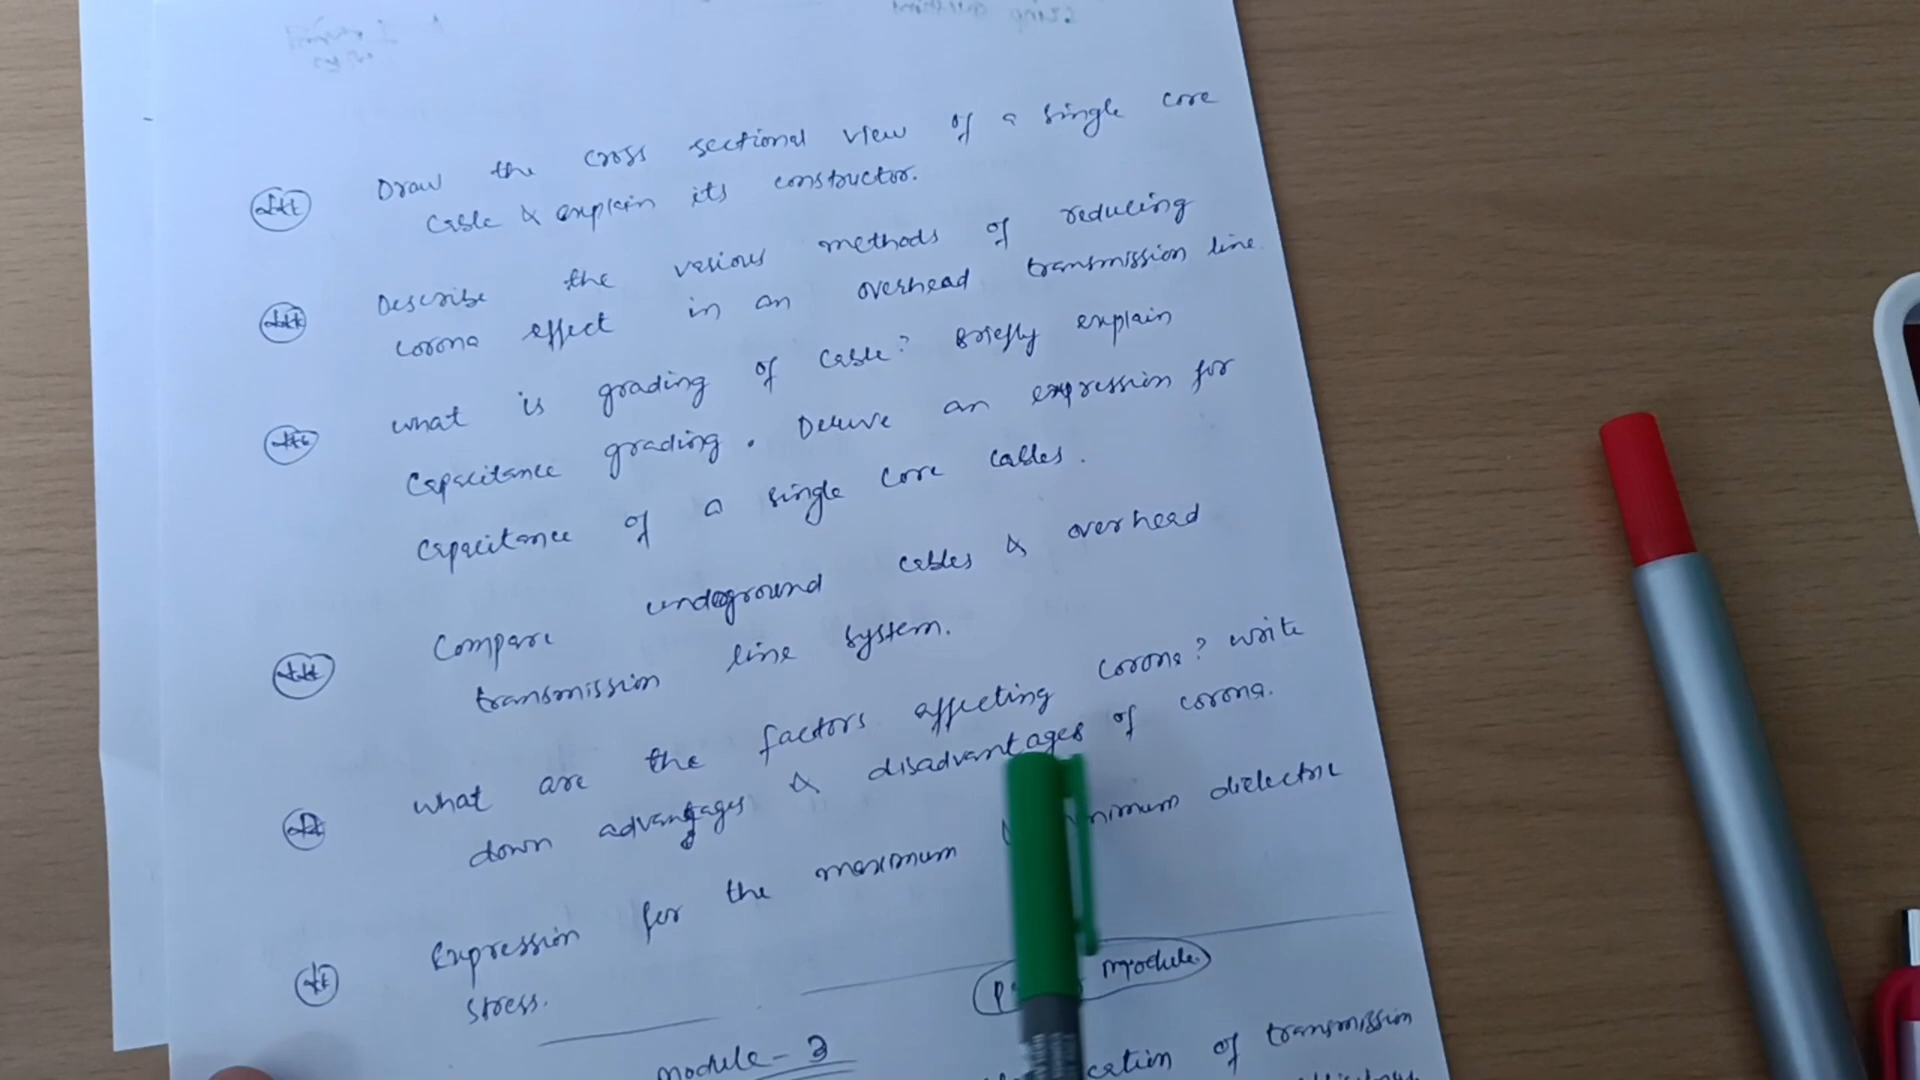 Draw the cross sectional view of a single core
cable & explain its constructor.
Describe the various methods of reducing
corona effect in an overhead transmission line.
what is grading of cable? Briefly explain
capacitance grading. Derive an expression for
capacitance of a single core cables.
Compare underground cables & overhead
transmission line system.
what are the factors affecting corona? write
down advantages & disadvantages of corona.
Expression for the maximum dielectric
stress.
module
module - 3
of transmission